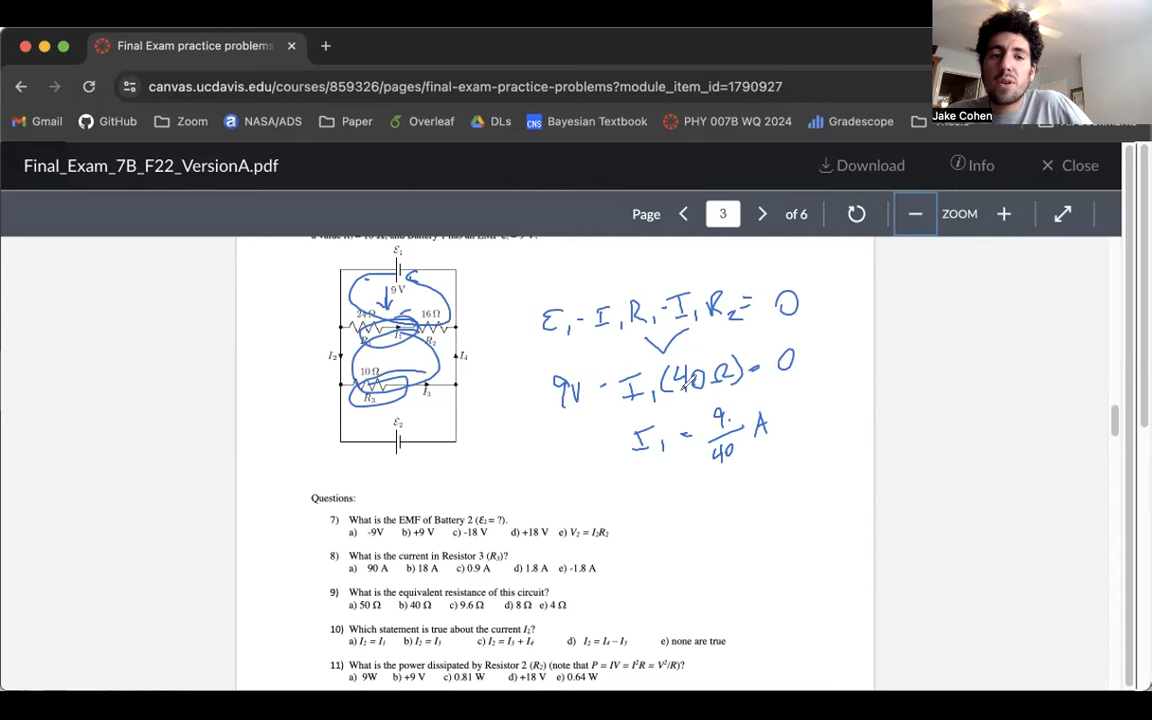 Final Exam practice problems
canvas.ucdavis.edu/courses/859326/pages/final-exam-practice-problems?module_item_id=1790927
Gmail GitHub Zoom NASA/ADS Paper Overleaf DLs Bayesian Textbook PHY 007B WQ 2024 Gradescope
Jake Cohen
Final_Exam_7B_F22_VersionA.pdf Download Info Close
Page 3 of 6 ZOOM
ε₁
9 V
16 Ω
R₂
I₁
I₂ I₄
10 Ω
R₃ I₃
ε₂
ε₁ - I₁R₁ - I₁R₂ = 0
9V - I₁(40Ω) = 0
I₁ = 9/40 A
Questions:
7) What is the EMF of Battery 2 (ε₂ = ?).
a) -9V b) +9 V c) -18 V d) +18 V e) V₂ = I₂R₂
8) What is the current in Resistor 3 (R₃)?
a) 90 A b) 18 A c) 0.9 A d) 1.8 A e) -1.8 A
9) What is the equivalent resistance of this circuit?
a) 50 Ω b) 40 Ω c) 9.6 Ω d) 8 Ω e) 4 Ω
10) Which statement is true about the current I₂?
a) I₂ = I₁ b) I₂ = I₃ c) I₂ = I₃ + I₄ d) I₂ = I₄ – I₃ e) none are true
11) What is the power dissipated by Resistor 2 (R₂) (note that P = IV = I²R = V²/R)?
a) 9W b) +9 V c) 0.81 W d) +18 V e) 0.64 W